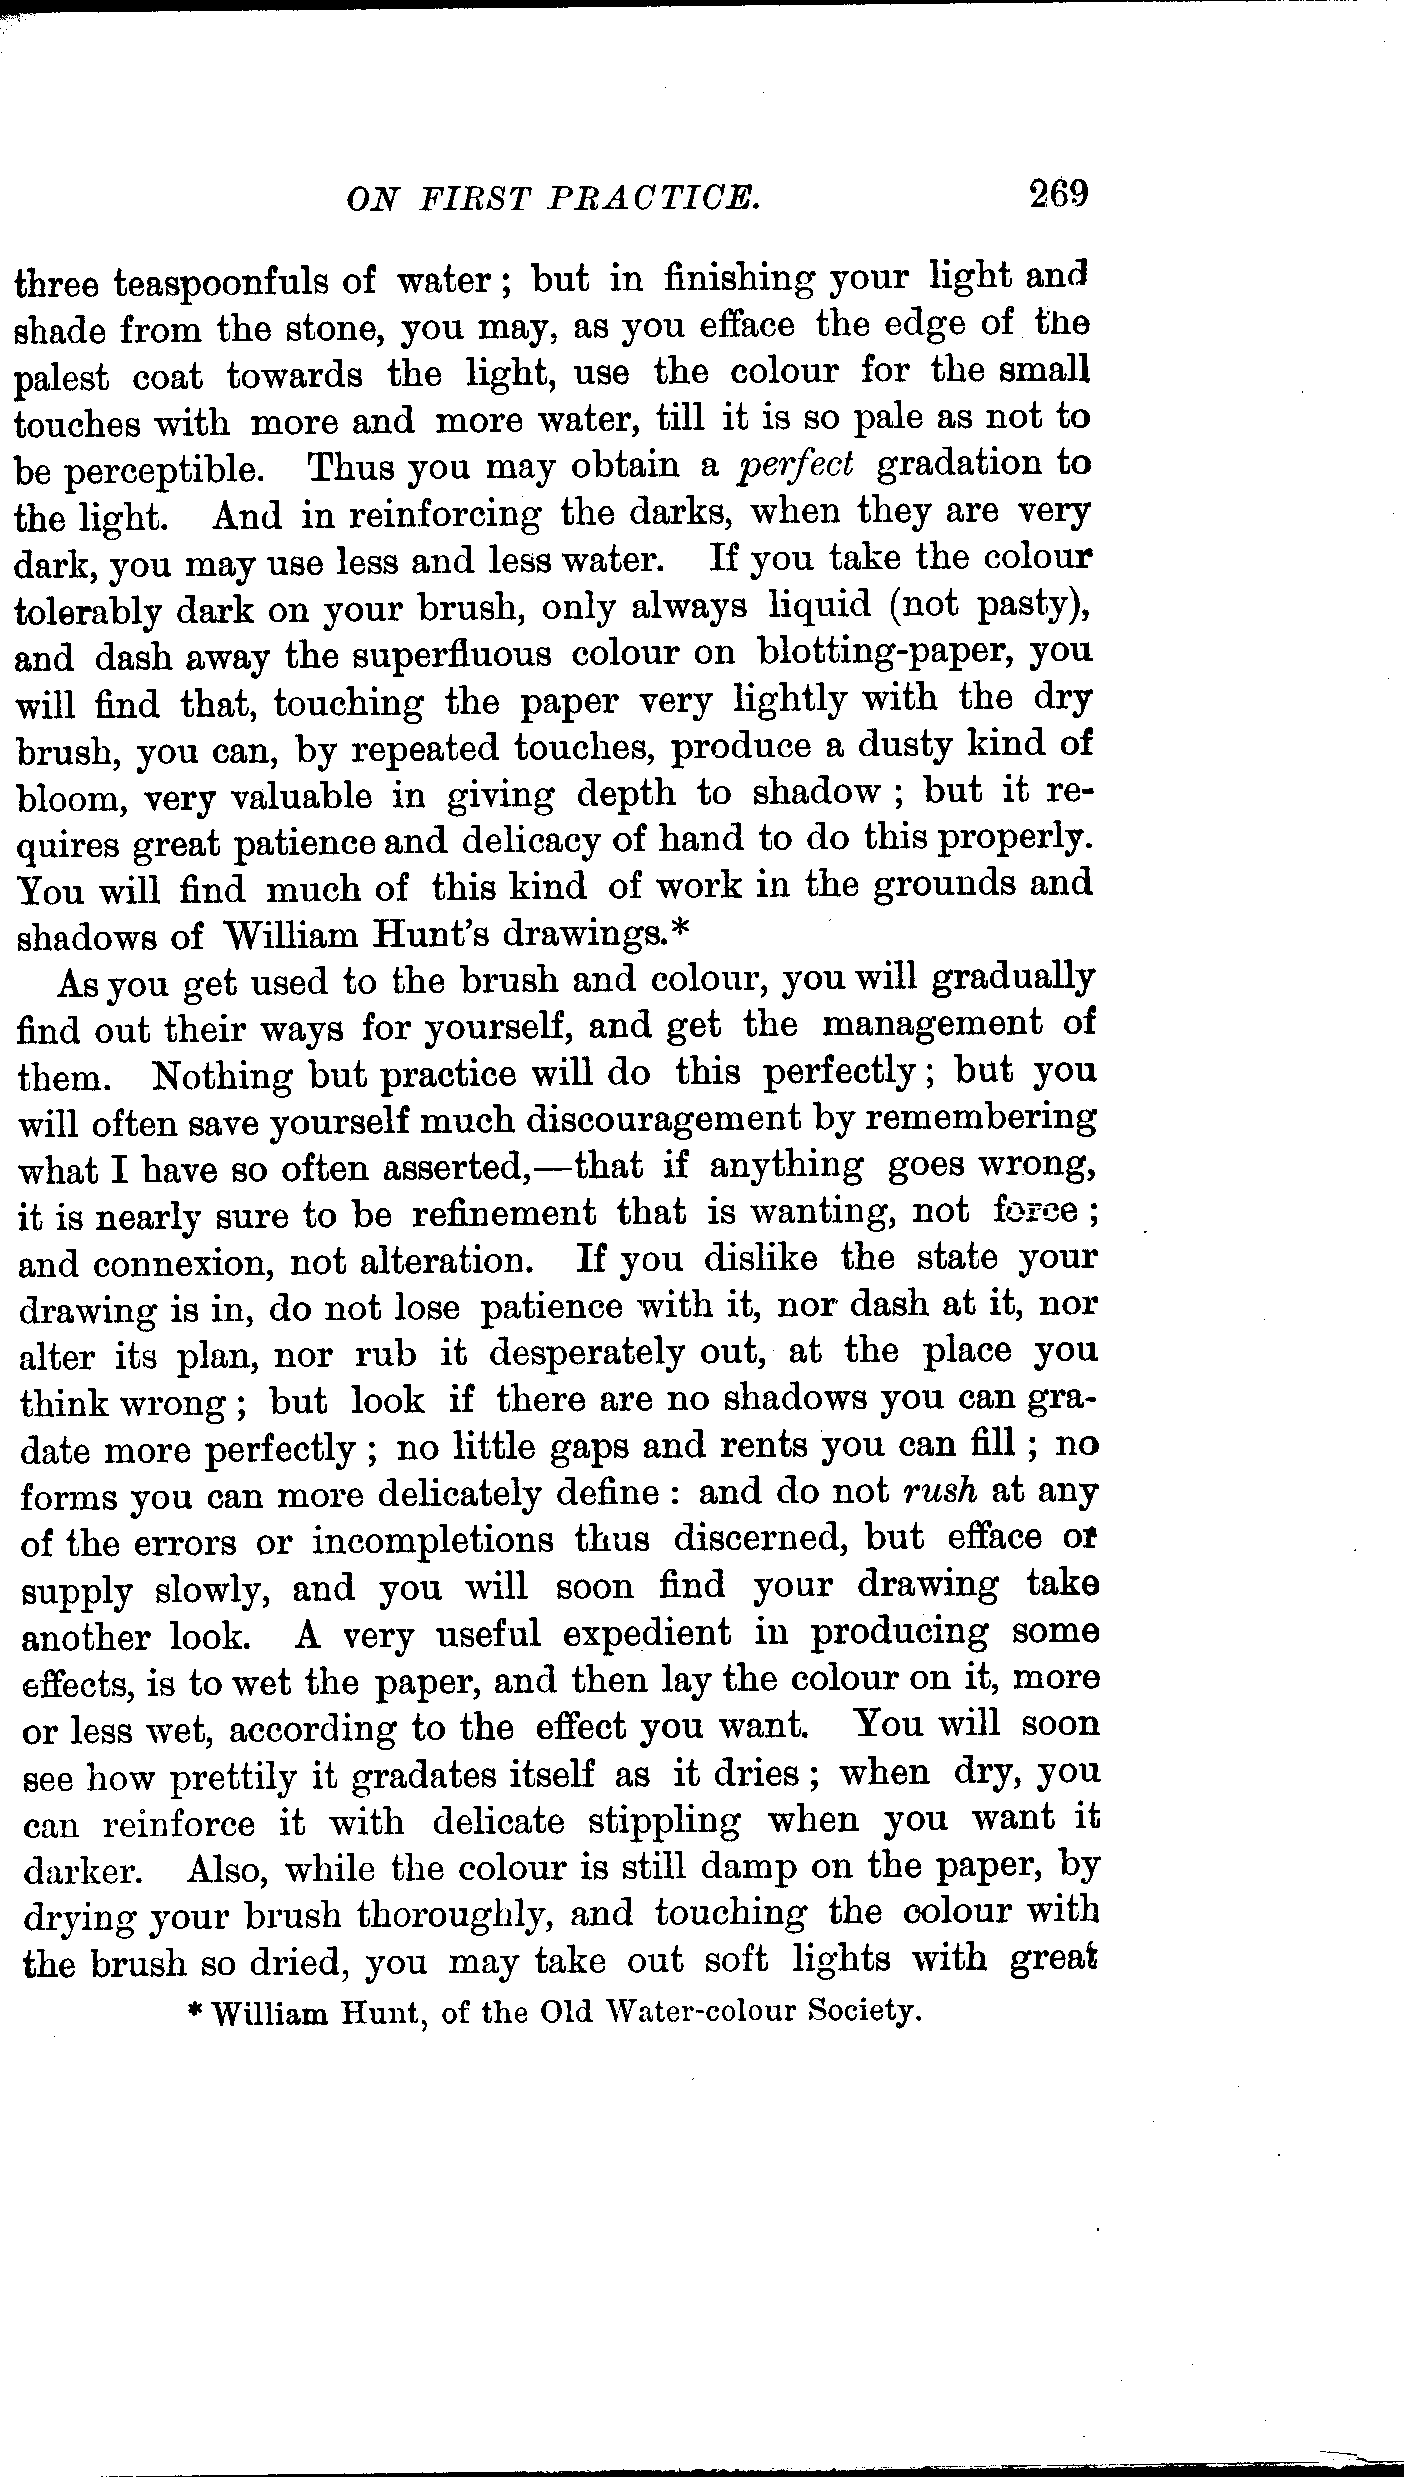 ON FIRST PRACTICE. 269
three teaspoonfuls of water; but in finishing your light and
shade from the stone, you may, as you efface the edge of the
palest coat towards the light, use the colour for the small
touches with more and more water, till it is so pale as not to
be perceptible. Thus you may obtain a perfect gradation to
the light. And in reinforcing the darks, when they are very
dark, you may use less and less water. If you take the colour
tolerably dark on your brush, only always liquid (not pasty),
and dash away the superfluous colour on blotting-paper, you
will find that, touching the paper very lightly with the dry
brush, you can, by repeated touches, produce a dusty kind of
bloom, very valuable in giving depth to shadow; but it re-
quires great patience and delicacy of hand to do this properly.
You will find much of this kind of work in the grounds and
shadows of William Hunt's drawings.*
As you get used to the brush and colour, you will gradually
find out their ways for yourself, and get the management of
them. Nothing but practice will do this perfectly; but you
will often save yourself much discouragement by remembering
what I have so often asserted,—that if anything goes wrong,
it is nearly sure to be refinement that is wanting, not force;
and connexion, not alteration. If you dislike the state your
drawing is in, do not lose patience with it, nor dash at it, nor
alter its plan, nor rub it desperately out, at the place you
think wrong; but look if there are no shadows you can gra-
date more perfectly; no little gaps and rents you can fill; no
forms you can more delicately define: and do not rush at any
of the errors or incompletions thus discerned, but efface or
supply slowly, and you will soon find your drawing take
another look. A very useful expedient in producing some
effects, is to wet the paper, and then lay the colour on it, more
or less wet, according to the effect you want. You will soon
see how prettily it gradates itself as it dries; when dry, you
can reinforce it with delicate stippling when you want it
darker. Also, while the colour is still damp on the paper, by
drying your brush thoroughly, and touching the colour with
the brush so dried, you may take out soft lights with great
* William Hunt, of the Old Water-colour Society.